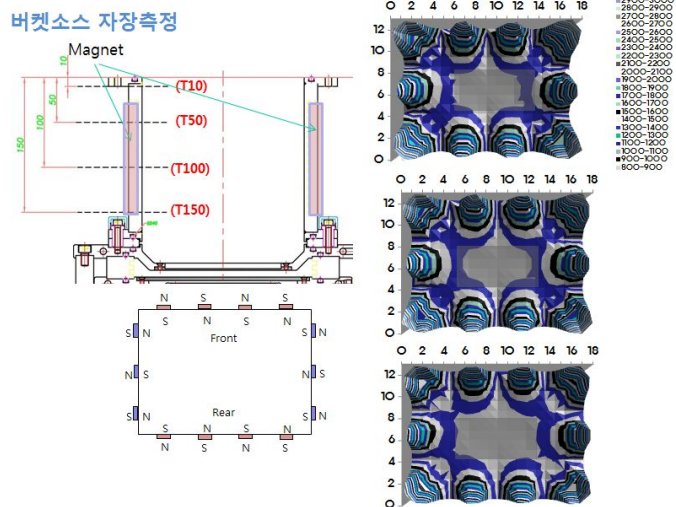 버켓소스 자장측정
Magnet
10
50
100
150
(T10)
(T50)
(T100)
(T150)
N S N S
S N S N
Front
S N S N
N S N S
S N S N
Rear
S N S N
N S N S
0 2 4 6 8 10 12 14 16 18
12
10
8
6
4
2
0
0 2 4 6 8 10 12 14 16 18
12
10
8
6
4
2
0
0 2 4 6 8 10 12 14 16 18
12
10
8
6
4
2
0
2800-2900
2700-2800
2600-2700
2500-2600
2400-2500
2300-2400
2200-2300
2100-2200
2000-2100
1900-2000
1800-1900
1700-1800
1600-1700
1500-1600
1400-1500
1300-1400
1200-1300
1100-1200
1000-1100
900-1000
800-900